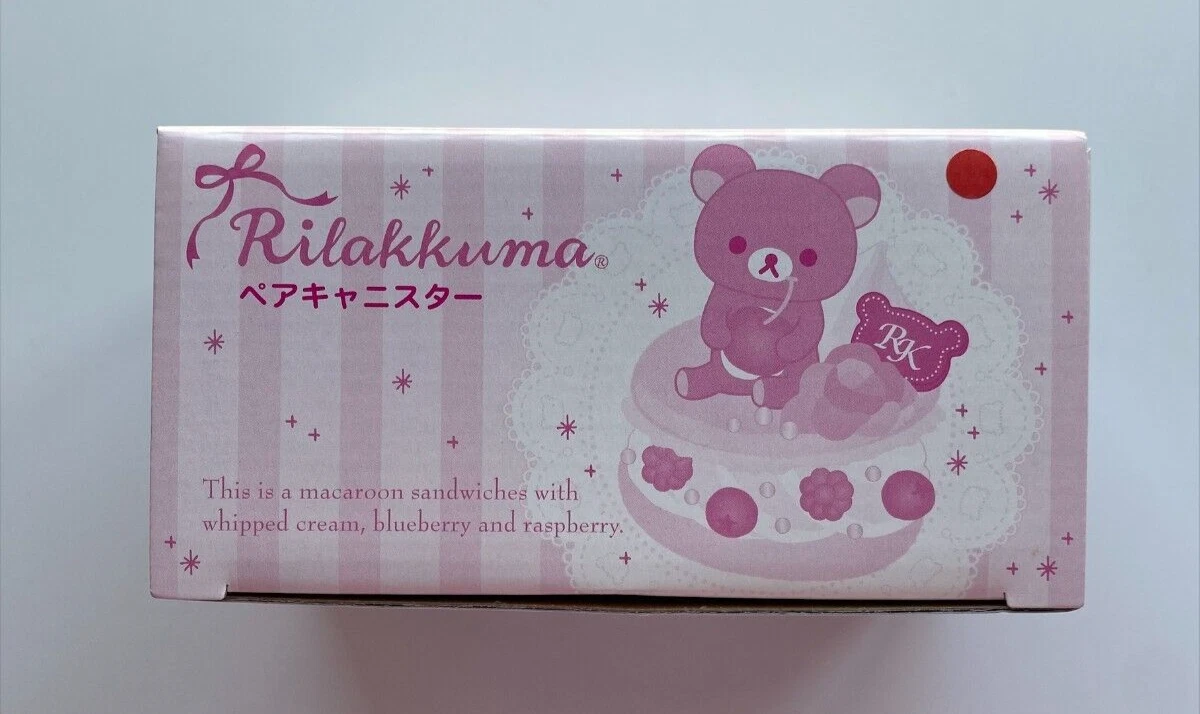 Rilakkuma®
ペアキャニスター
RK
This is a macaroon sandwiches with
whipped cream, blueberry and raspberry.